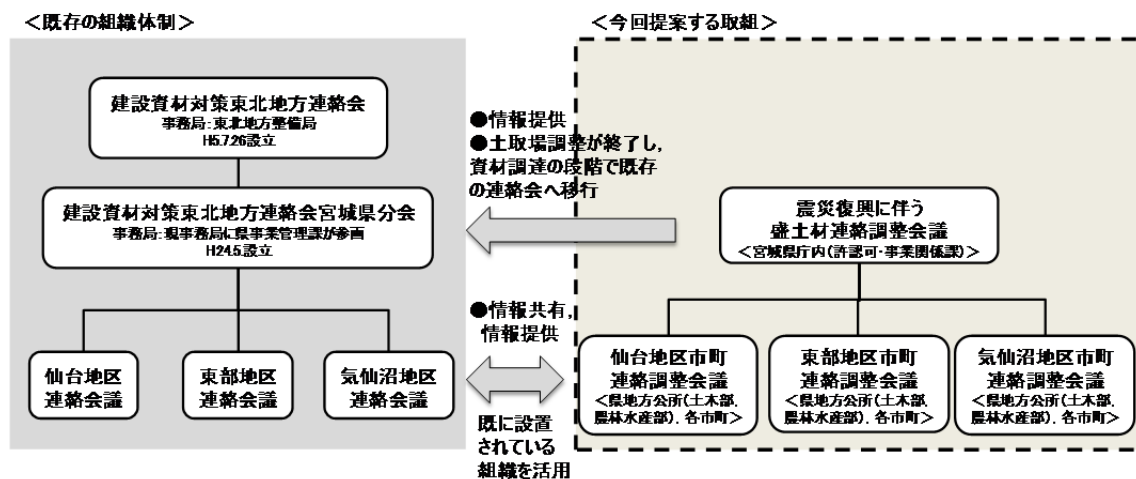 ＜既存の組織体制＞
建設資材対策東北地方連絡会
事務局：東北地方整備局
H5.7.26設立
建設資材対策東北地方連絡会宮城県分会
事務局：現事務局に県事業管理課が参画
H24.5設立
仙台地区
連絡会議
東部地区
連絡会議
気仙沼地区
連絡会議
●情報提供
●土取場調整が終了し，
資材調達の段階で既存
の連絡会へ移行
●情報共有，
情報提供
既に設置
されている
組織を活用
＜今回提案する取組＞
震災復興に伴う
盛土材連絡調整会議
＜宮城県庁内（許認可・事業関係課）＞
仙台地区市町
連絡調整会議
＜県地方公所（土木部，
農林水産部），各市町＞
東部地区市町
連絡調整会議
＜県地方公所（土木部，
農林水産部），各市町＞
気仙沼地区市町
連絡調整会議
＜県地方公所（土木部，
農林水産部），各市町＞